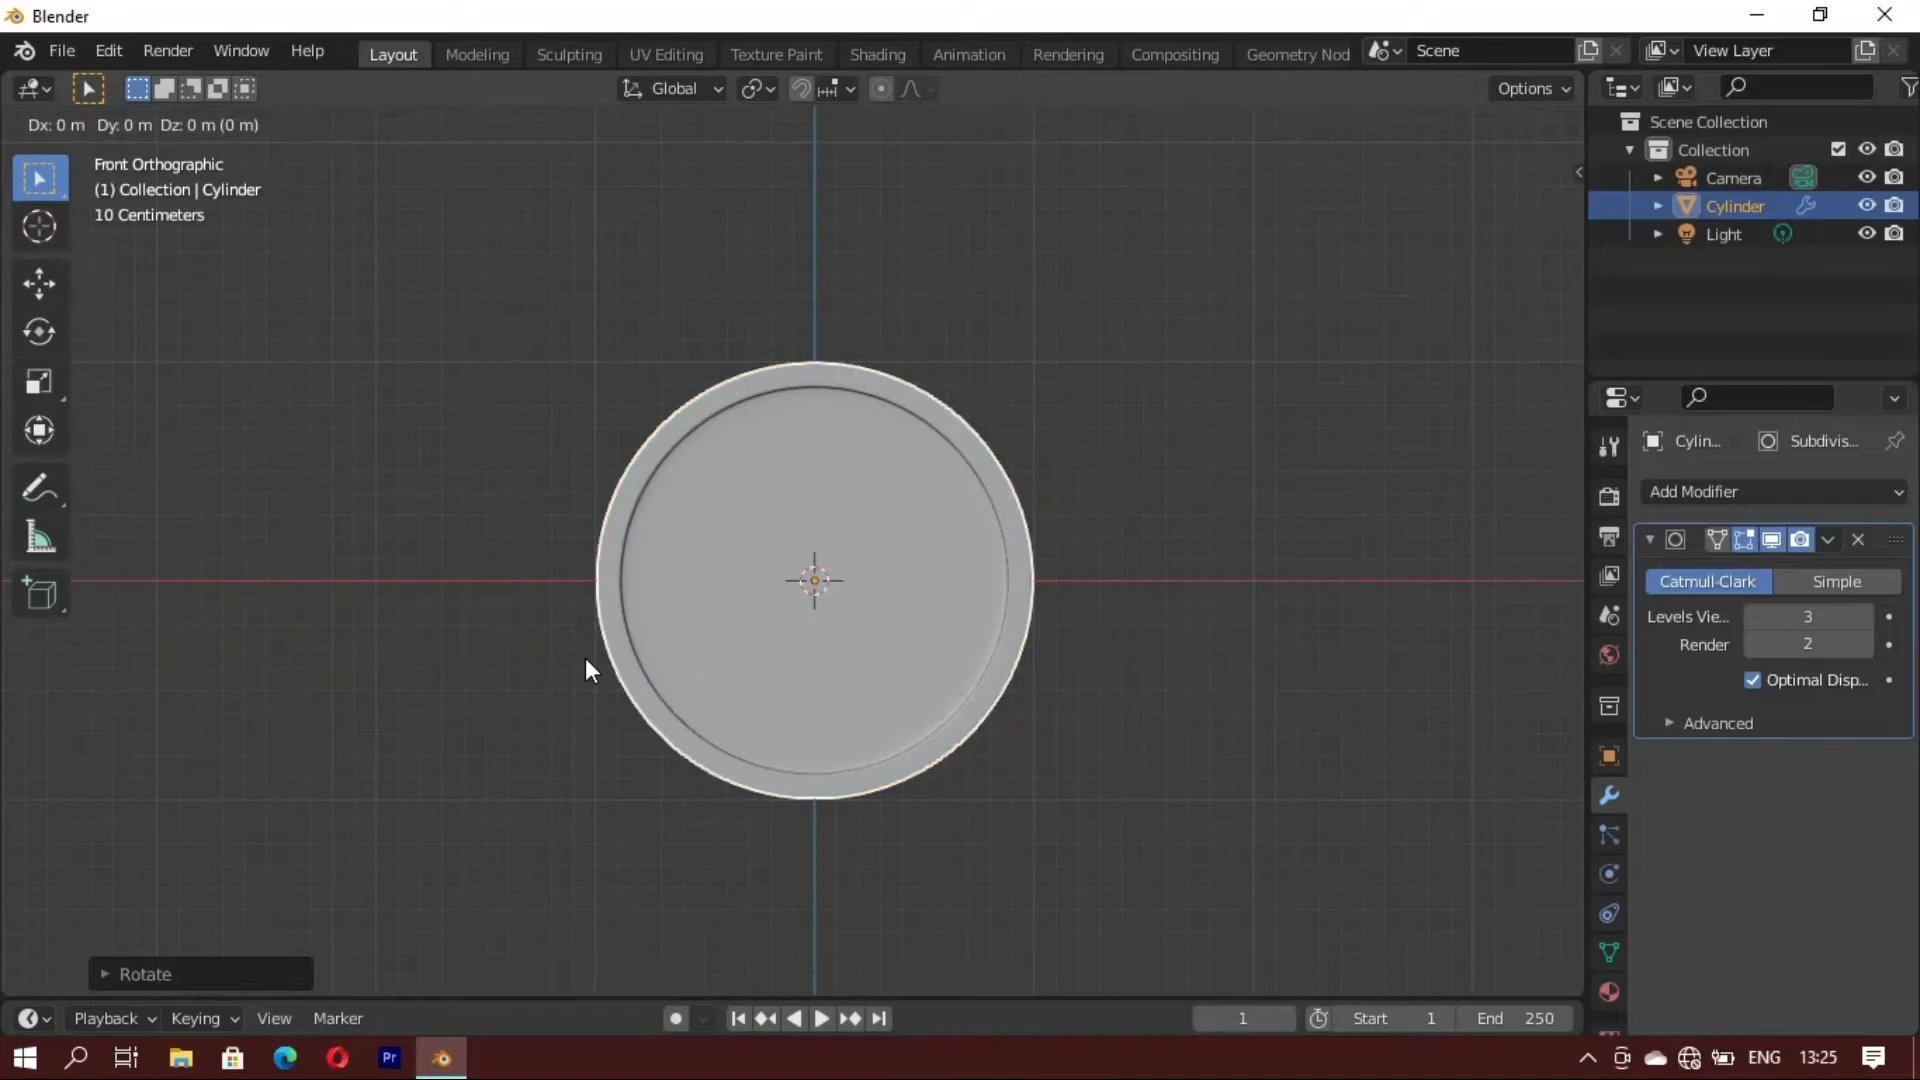 Blender
File Edit Render Window Help Layout Modeling Sculpting UV Editing Texture Paint Shading Animation Rendering Compositing Geometry Nod Scene View Layer
Global Options
Dx: 0 m Dy: 0 m Dz: 0 m (0 m)
Front Orthographic
(1) Collection | Cylinder
10 Centimeters
Scene Collection
Collection
Camera
Cylinder
Light
Cylin... Subdivis...
Add Modifier
Catmull-Clark Simple
Levels Vie... 3
Render 2
Optimal Disp...
Advanced
Rotate
Playback Keying View Marker 1 Start 1 End 250
Pr ENG 13:25